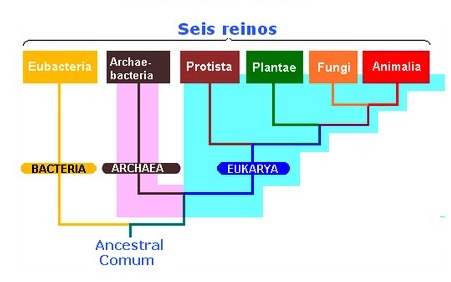 Seis reinos
Eubacteria
Archae-
bacteria
Protista
Plantae
Fungi
Animalia
BACTERIA
ARCHAEA
EUKARYA
Ancestral
Comum